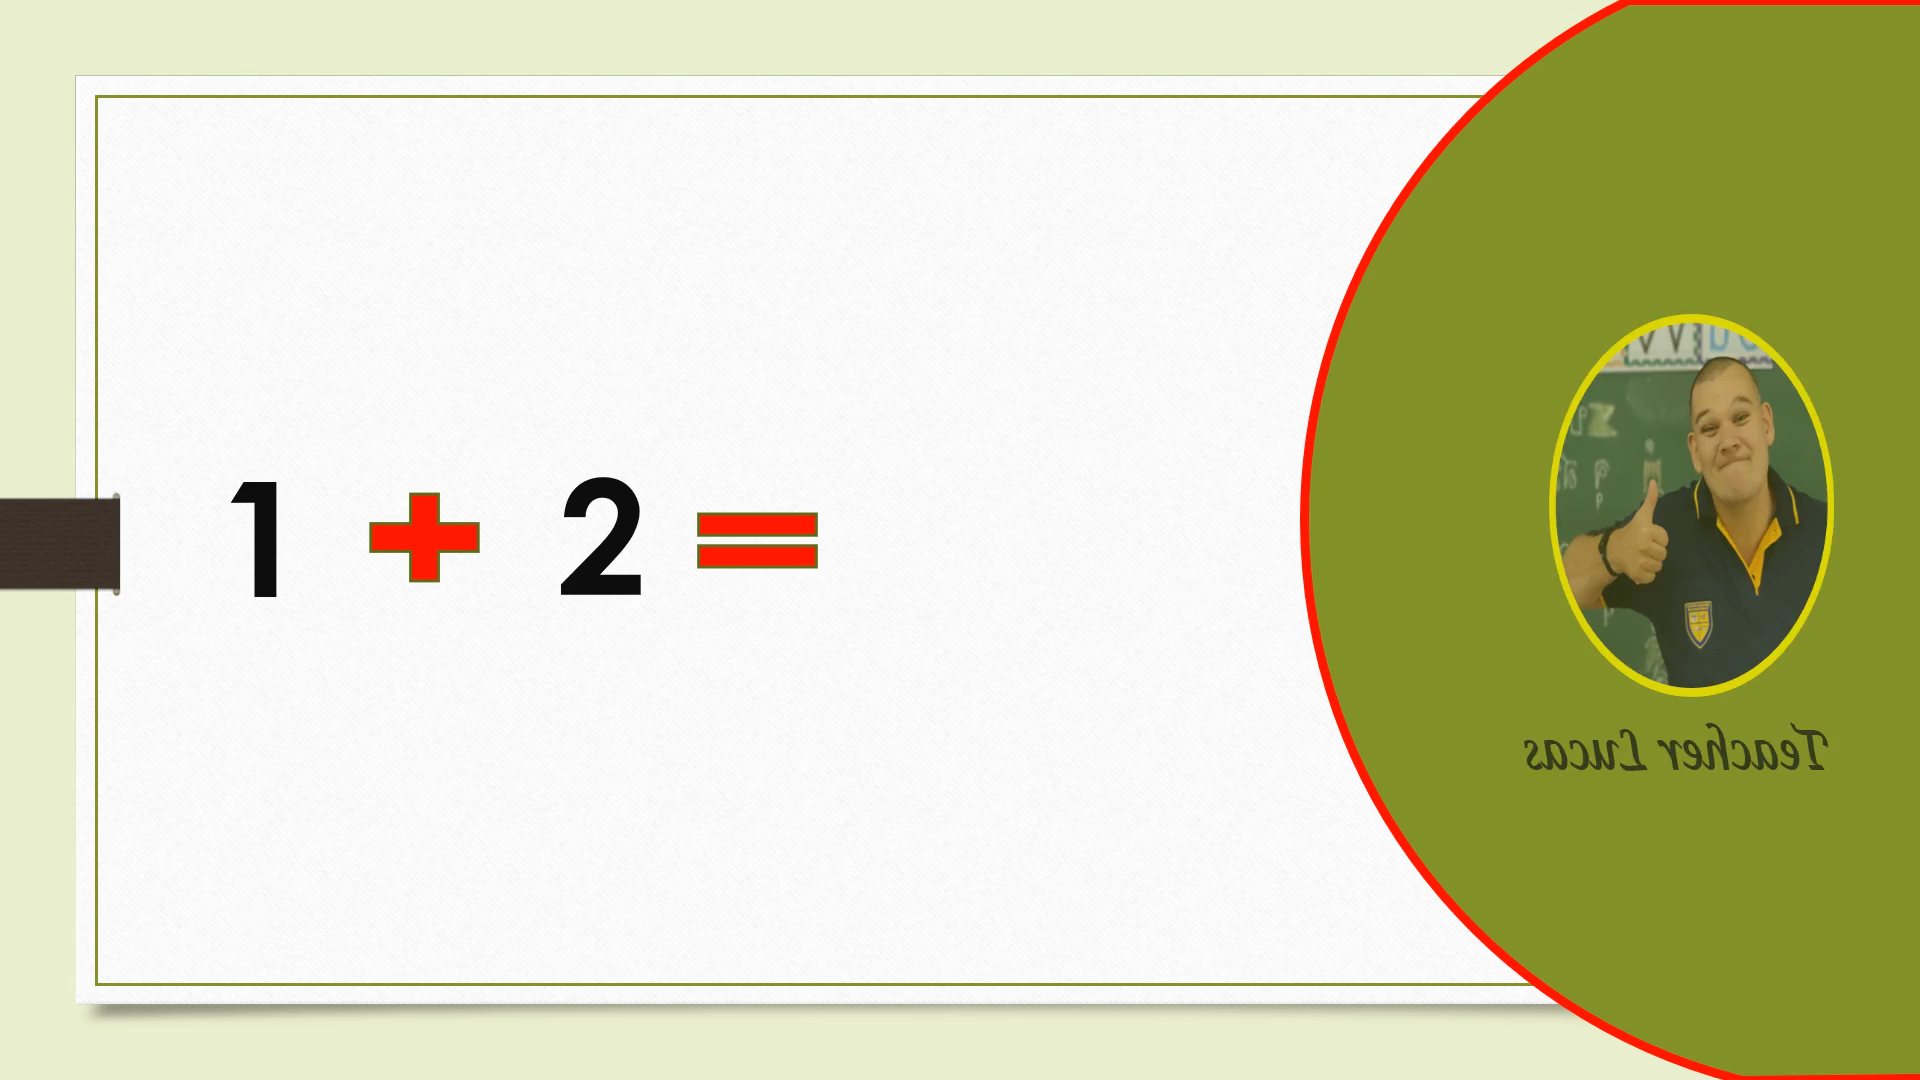 1 + 2 =
Teacher Lucas